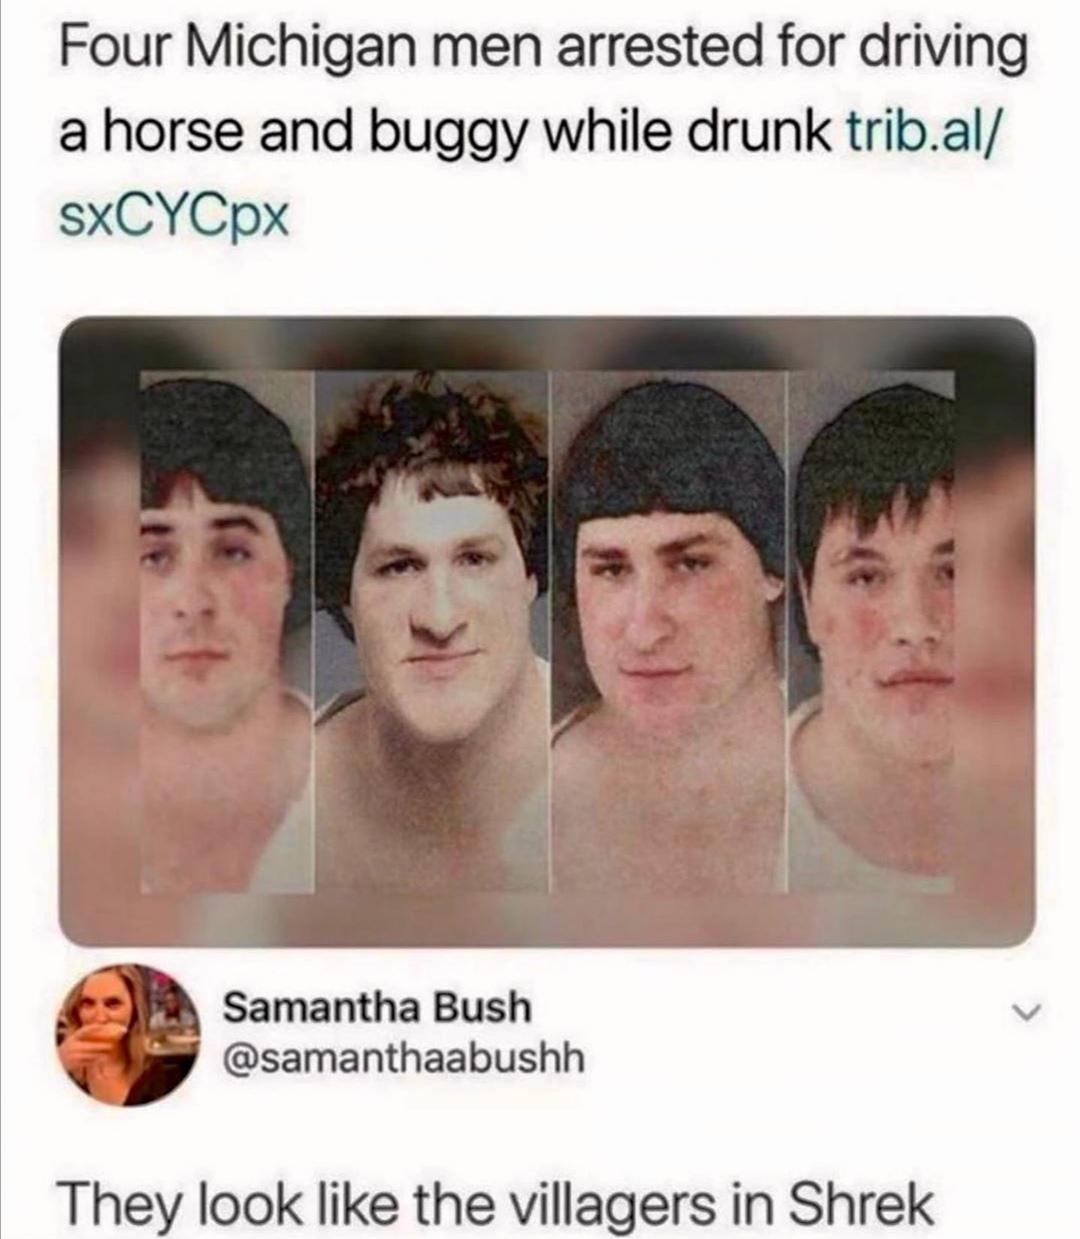 Four Michigan men arrested for driving
a horse and buggy while drunk trib.al/
sxCYCpx
Samantha Bush
@samanthaabushh
They look like the villagers in Shrek